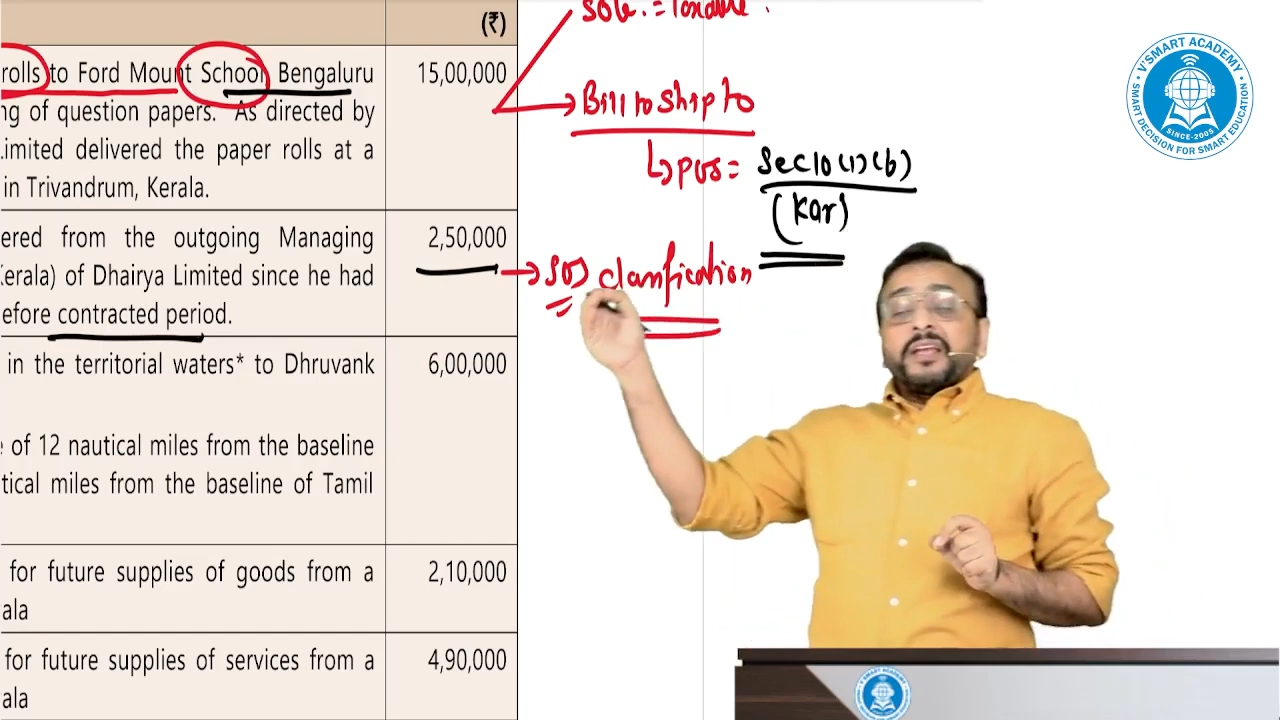 (₹)
rolls to Ford Mount School Bengaluru 15,00,000
ng of question papers. As directed by
Limited delivered the paper rolls at a
in Trivandrum, Kerala.
ered from the outgoing Managing 2,50,000
Kerala) of Dhairya Limited since he had
efore contracted period.
in the territorial waters* to Dhruvank 6,00,000
e of 12 nautical miles from the baseline
tical miles from the baseline of Tamil
for future supplies of goods from a 2,10,000
ala
for future supplies of services from a 4,90,000
ala
Bill to Ship to
POS = Sec 10(1)(b)
(Kar)
SOS clarification
V'SMART ACADEMY
SINCE-2005
SMART DECISION FOR SMART EDUCATION